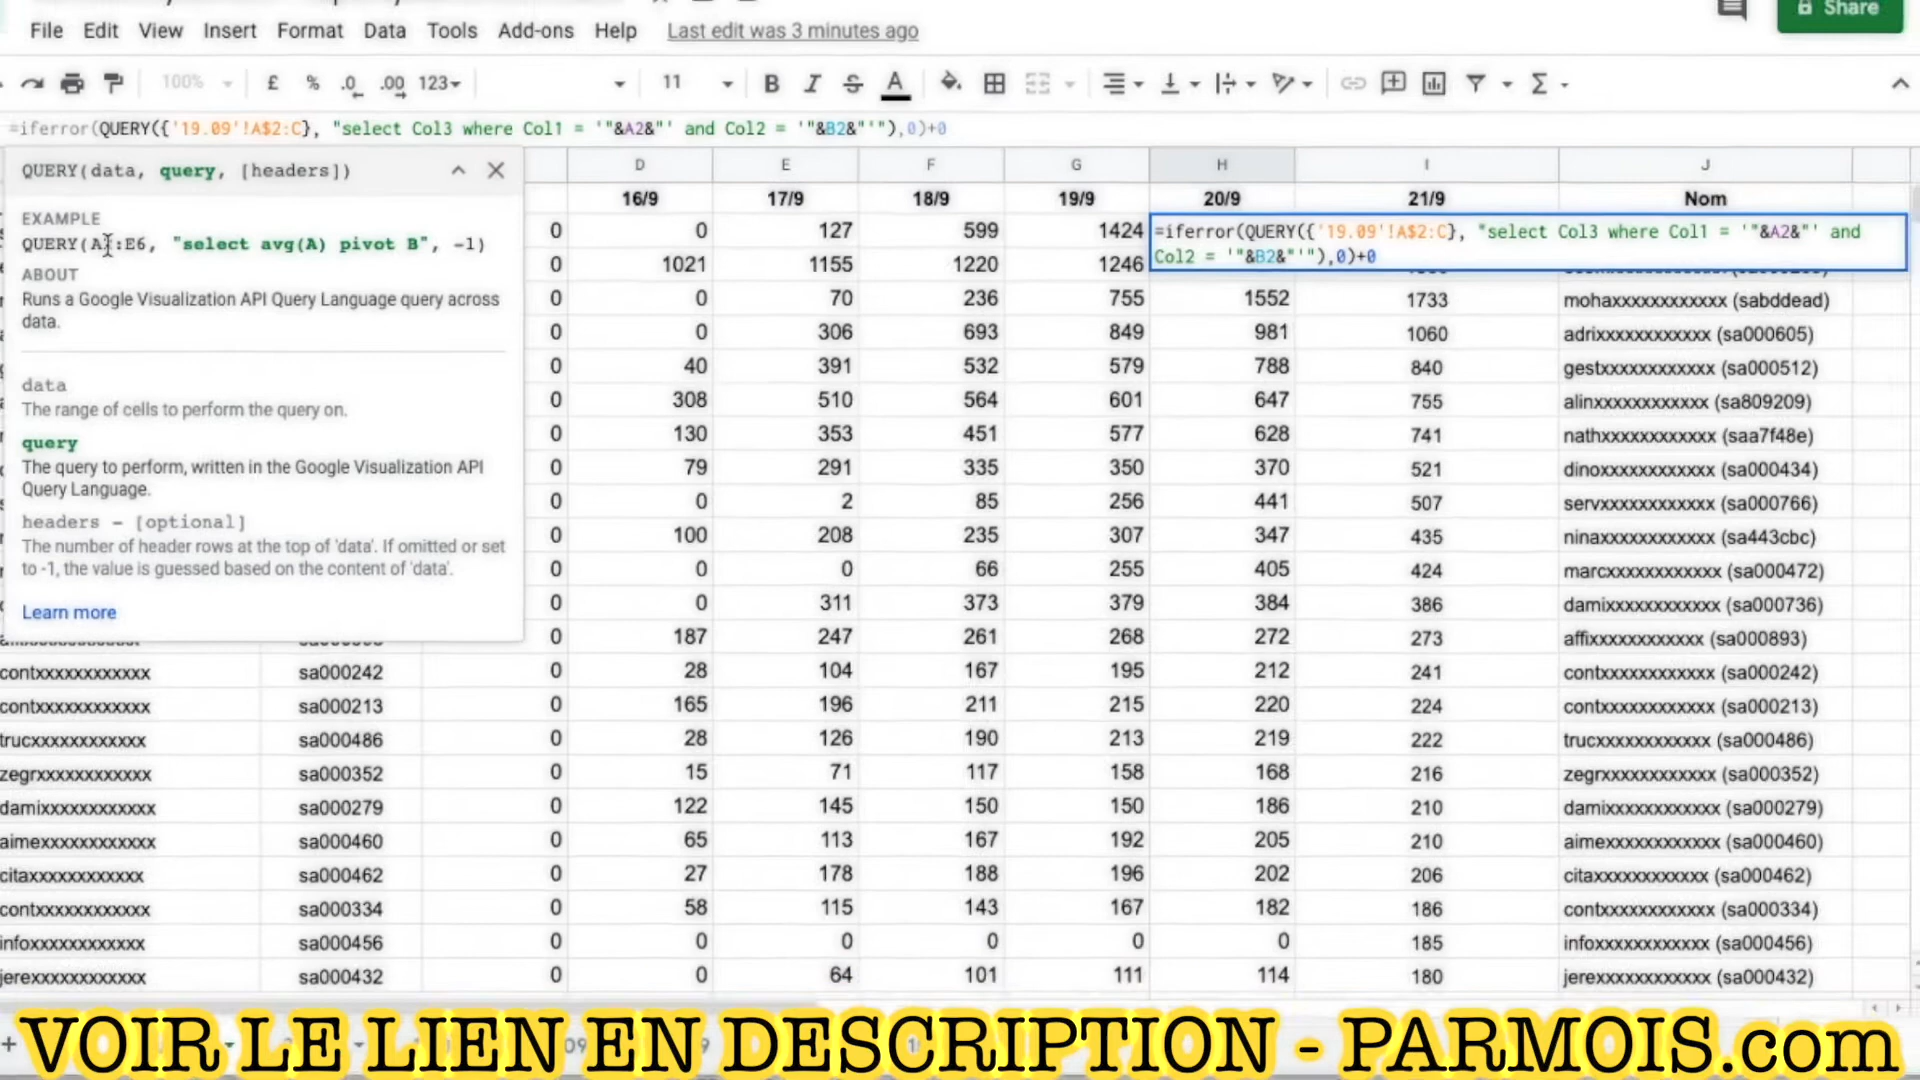 Share
File Edit View Insert Format Data Tools Add-ons Help Last edit was 3 minutes ago
100% £ % .0 .00 123 11 B I S A Σ
=iferror(QUERY({'19.09'!A$2:C}, "select Col3 where Col1 = '"&A2&"' and Col2 = '"&B2&"'"),0)+0
QUERY(data, query, [headers])
EXAMPLE
QUERY(A2:E6, "select avg(A) pivot B", -1)
ABOUT
Runs a Google Visualization API Query Language query across
data.
data
The range of cells to perform the query on.
query
The query to perform, written in the Google Visualization API
Query Language.
headers - [optional]
The number of header rows at the top of 'data'. If omitted or set
to -1, the value is guessed based on the content of 'data'.
Learn more
D E F G H I J
16/9 17/9 18/9 19/9 20/9 21/9 Nom
0 0 127 599 1424
=iferror(QUERY({'19.09'!A$2:C}, "select Col3 where Col1 = '"&A2&"' and
Col2 = '"&B2&"'"),0)+0
0 1021 1155 1220 1246
0 0 70 236 755 1552 1733 mohaxxxxxxxxxxxx (sabddead)
0 0 306 693 849 981 1060 adrixxxxxxxxxxxx (sa000605)
0 40 391 532 579 788 840 gestxxxxxxxxxxxx (sa000512)
0 308 510 564 601 647 755 alinxxxxxxxxxxxx (sa809209)
0 130 353 451 577 628 741 nathxxxxxxxxxxxx (saa7f48e)
0 79 291 335 350 370 521 dinoxxxxxxxxxxxx (sa000434)
0 0 2 85 256 441 507 servxxxxxxxxxxxx (sa000766)
0 100 208 235 307 347 435 ninaxxxxxxxxxxxx (sa443cbc)
0 0 0 66 255 405 424 marcxxxxxxxxxxxx (sa000472)
0 0 311 373 379 384 386 damixxxxxxxxxxxx (sa000736)
0 187 247 261 268 272 273 affixxxxxxxxxxxx (sa000893)
contxxxxxxxxxxxx sa000242 0 28 104 167 195 212 241 contxxxxxxxxxxxx (sa000242)
contxxxxxxxxxxxx sa000213 0 165 196 211 215 220 224 contxxxxxxxxxxxx (sa000213)
trucxxxxxxxxxxxx sa000486 0 28 126 190 213 219 222 trucxxxxxxxxxxxx (sa000486)
zegrxxxxxxxxxxxx sa000352 0 15 71 117 158 168 216 zegrxxxxxxxxxxxx (sa000352)
damixxxxxxxxxxxx sa000279 0 122 145 150 150 186 210 damixxxxxxxxxxxx (sa000279)
aimexxxxxxxxxxxx sa000460 0 65 113 167 192 205 210 aimexxxxxxxxxxxx (sa000460)
citaxxxxxxxxxxxx sa000462 0 27 178 188 196 202 206 citaxxxxxxxxxxxx (sa000462)
contxxxxxxxxxxxx sa000334 0 58 115 143 167 182 186 contxxxxxxxxxxxx (sa000334)
infoxxxxxxxxxxxx sa000456 0 0 0 0 0 0 185 infoxxxxxxxxxxxx (sa000456)
jerexxxxxxxxxxxx sa000432 0 0 64 101 111 114 180 jerexxxxxxxxxxxx (sa000432)
VOIR LE LIEN EN DESCRIPTION - PARMOIS.com